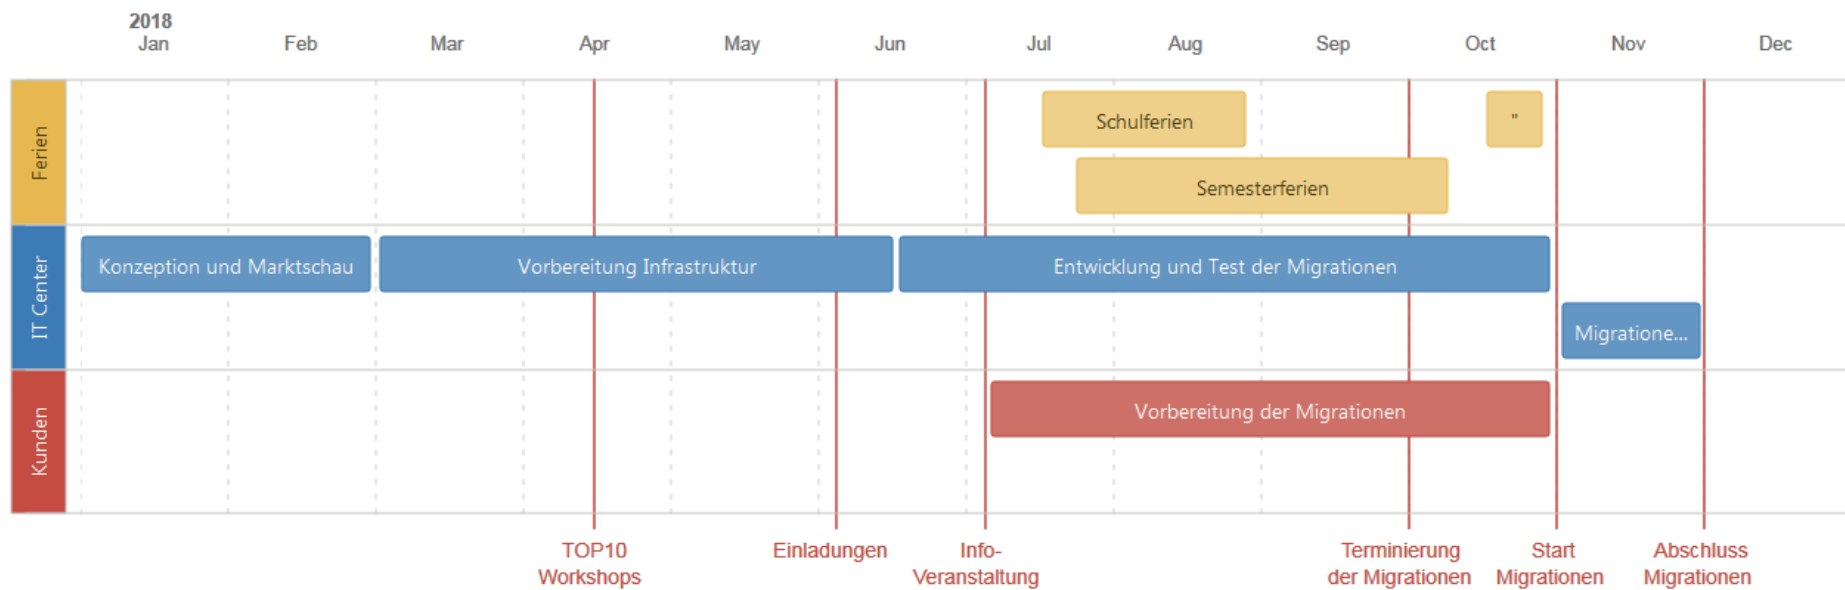 2018
Jan Feb Mar Apr May Jun Jul Aug Sep Oct Nov Dec
Ferien
Schulferien "
Semesterferien
IT Center
Konzeption und Marktschau Vorbereitung Infrastruktur Entwicklung und Test der Migrationen
Migratione...
Kunden
Vorbereitung der Migrationen
TOP10
Workshops
Einladungen
Info-
Veranstaltung
Terminierung
der Migrationen
Start
Migrationen
Abschluss
Migrationen